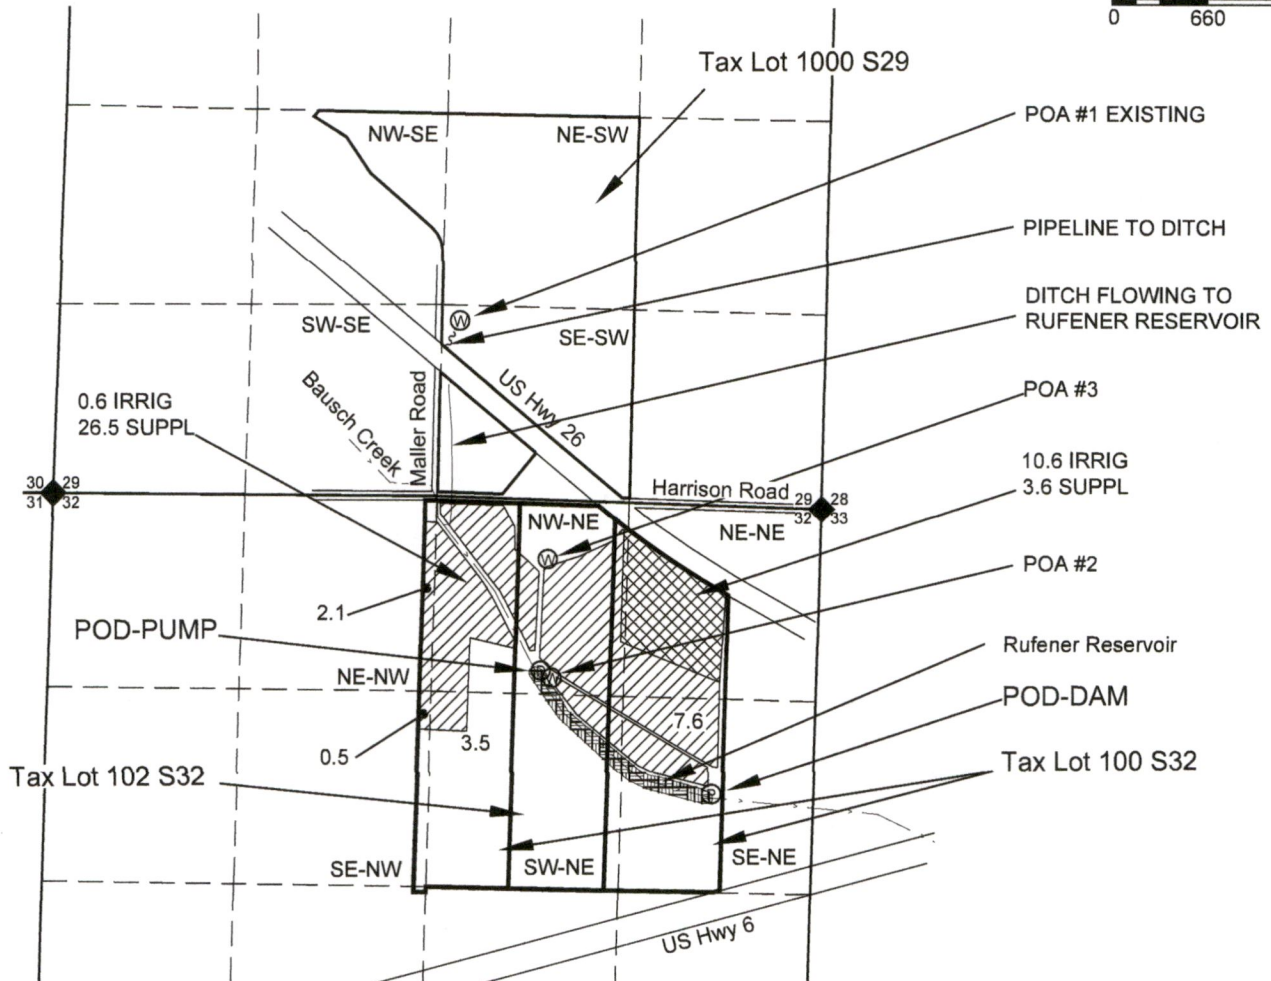 0 660
Tax Lot 1000 S29
POA #1 EXISTING
NW-SE
NE-SW
PIPELINE TO DITCH
DITCH FLOWING TO
RUFENER RESERVOIR
SW-SE
W
SE-SW
POA #3
0.6 IRRIG
26.5 SUPPL
Bausch Creek
Maller Road
US Hwy 26
10.6 IRRIG
3.6 SUPPL
30 29
31 32
Harrison Road
29 28
32 33
NW-NE
NE-NE
W
POA #2
2.1
POD-PUMP
Rufener Reservoir
NE-NW
P
W
POD-DAM
7.6
3.5
0.5
Tax Lot 102 S32
Tax Lot 100 S32
P
SE-NW
SW-NE
SE-NE
US Hwy 6